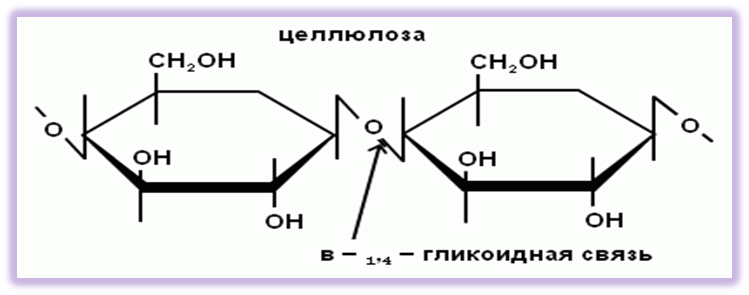 целлюлоза
CH₂OH CH₂OH
O O O
OH OH
OH OH
в – 1,4 – гликоидная связь